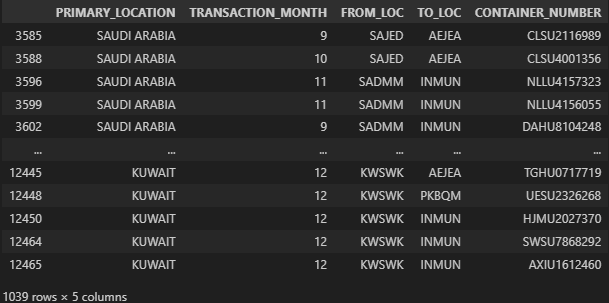 PRIMARY_LOCATION TRANSACTION_MONTH FROM_LOC TO_LOC CONTAINER_NUMBER
3585 SAUDI ARABIA 9 SAJED AEJEA CLSU2116989
3588 SAUDI ARABIA 10 SAJED AEJEA CLSU4001356
3596 SAUDI ARABIA 11 SADMM INMUN NLLU4157323
3599 SAUDI ARABIA 11 SADMM INMUN NLLU4156055
3602 SAUDI ARABIA 9 SADMM INMUN DAHU8104248
... ... ... ... ... ...
12445 KUWAIT 12 KWSWK AEJEA TGHU0717719
12448 KUWAIT 12 KWSWK PKBQM UESU2326268
12450 KUWAIT 12 KWSWK INMUN HJMU2027370
12464 KUWAIT 12 KWSWK INMUN SWSU7868292
12465 KUWAIT 12 KWSWK INMUN AXIU1612460
1039 rows × 5 columns